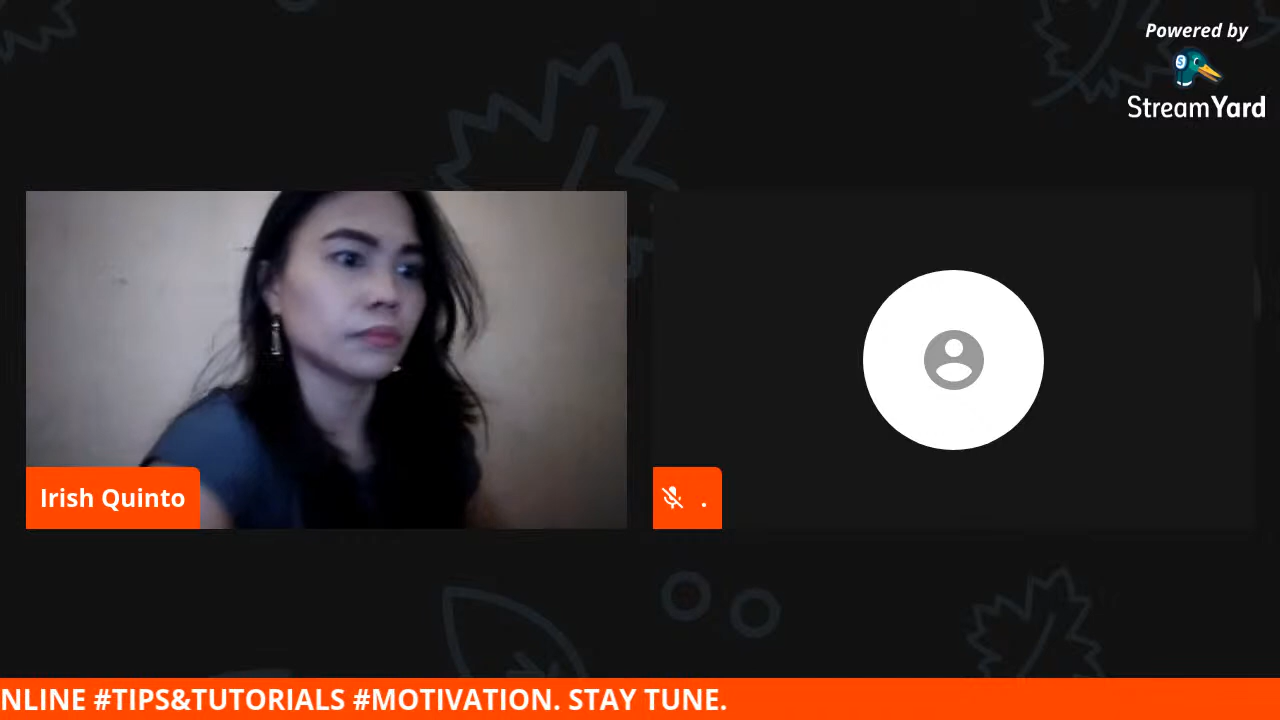 Powered by
StreamYard
Irish Quinto
.
NLINE #TIPS&TUTORIALS #MOTIVATION. STAY TUNE.